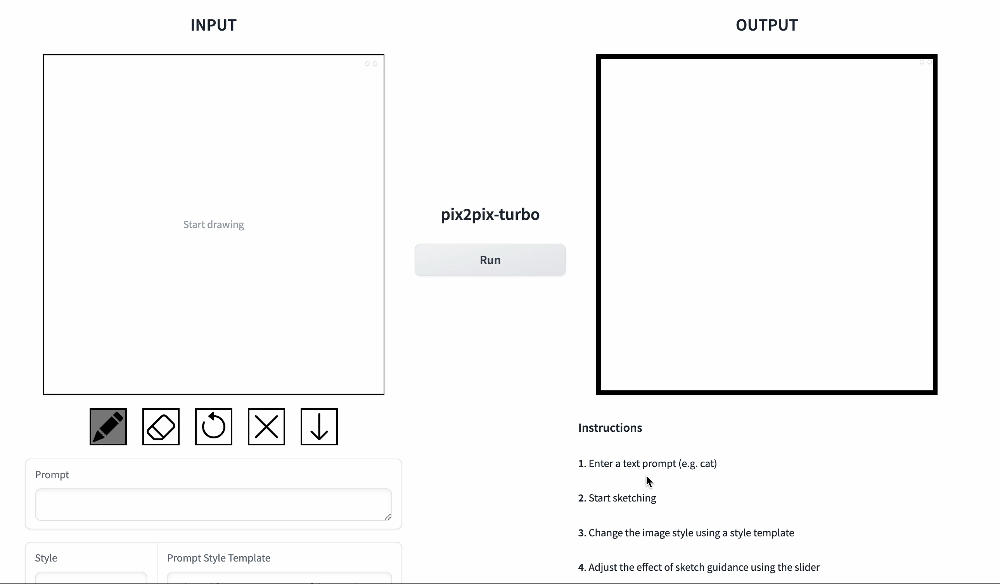 INPUT
OUTPUT
Start drawing
pix2pix-turbo
Run
Prompt
Style
Prompt Style Template
Instructions
1. Enter a text prompt (e.g. cat)
2. Start sketching
3. Change the image style using a style template
4. Adjust the effect of sketch guidance using the slider